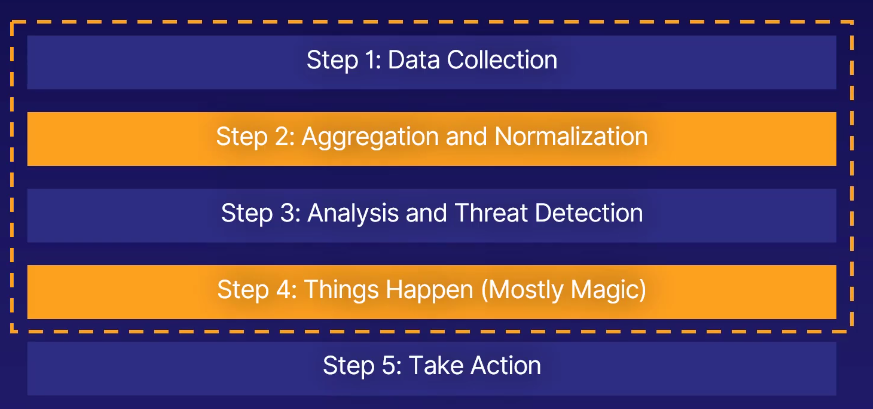 Step 1: Data Collection
Step 2: Aggregation and Normalization
Step 3: Analysis and Threat Detection
Step 4: Things Happen (Mostly Magic)
Step 5: Take Action